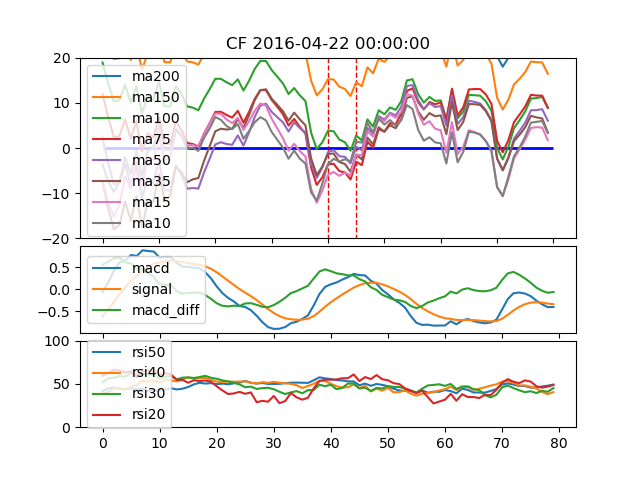 CF 2016-04-22 00:00:00
20
10
0
−10
−20
ma200
ma150
ma100
ma75
ma50
ma35
ma15
ma10
0.5
0.0
−0.5
macd
signal
macd_diff
100
50
0
rsi50
rsi40
rsi30
rsi20
0 10 20 30 40 50 60 70 80